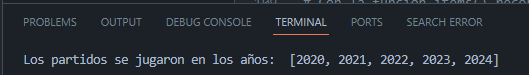 PROBLEMS OUTPUT DEBUG CONSOLE TERMINAL PORTS SEARCH ERROR
Los partidos se jugaron en los años:  [2020, 2021, 2022, 2023, 2024]